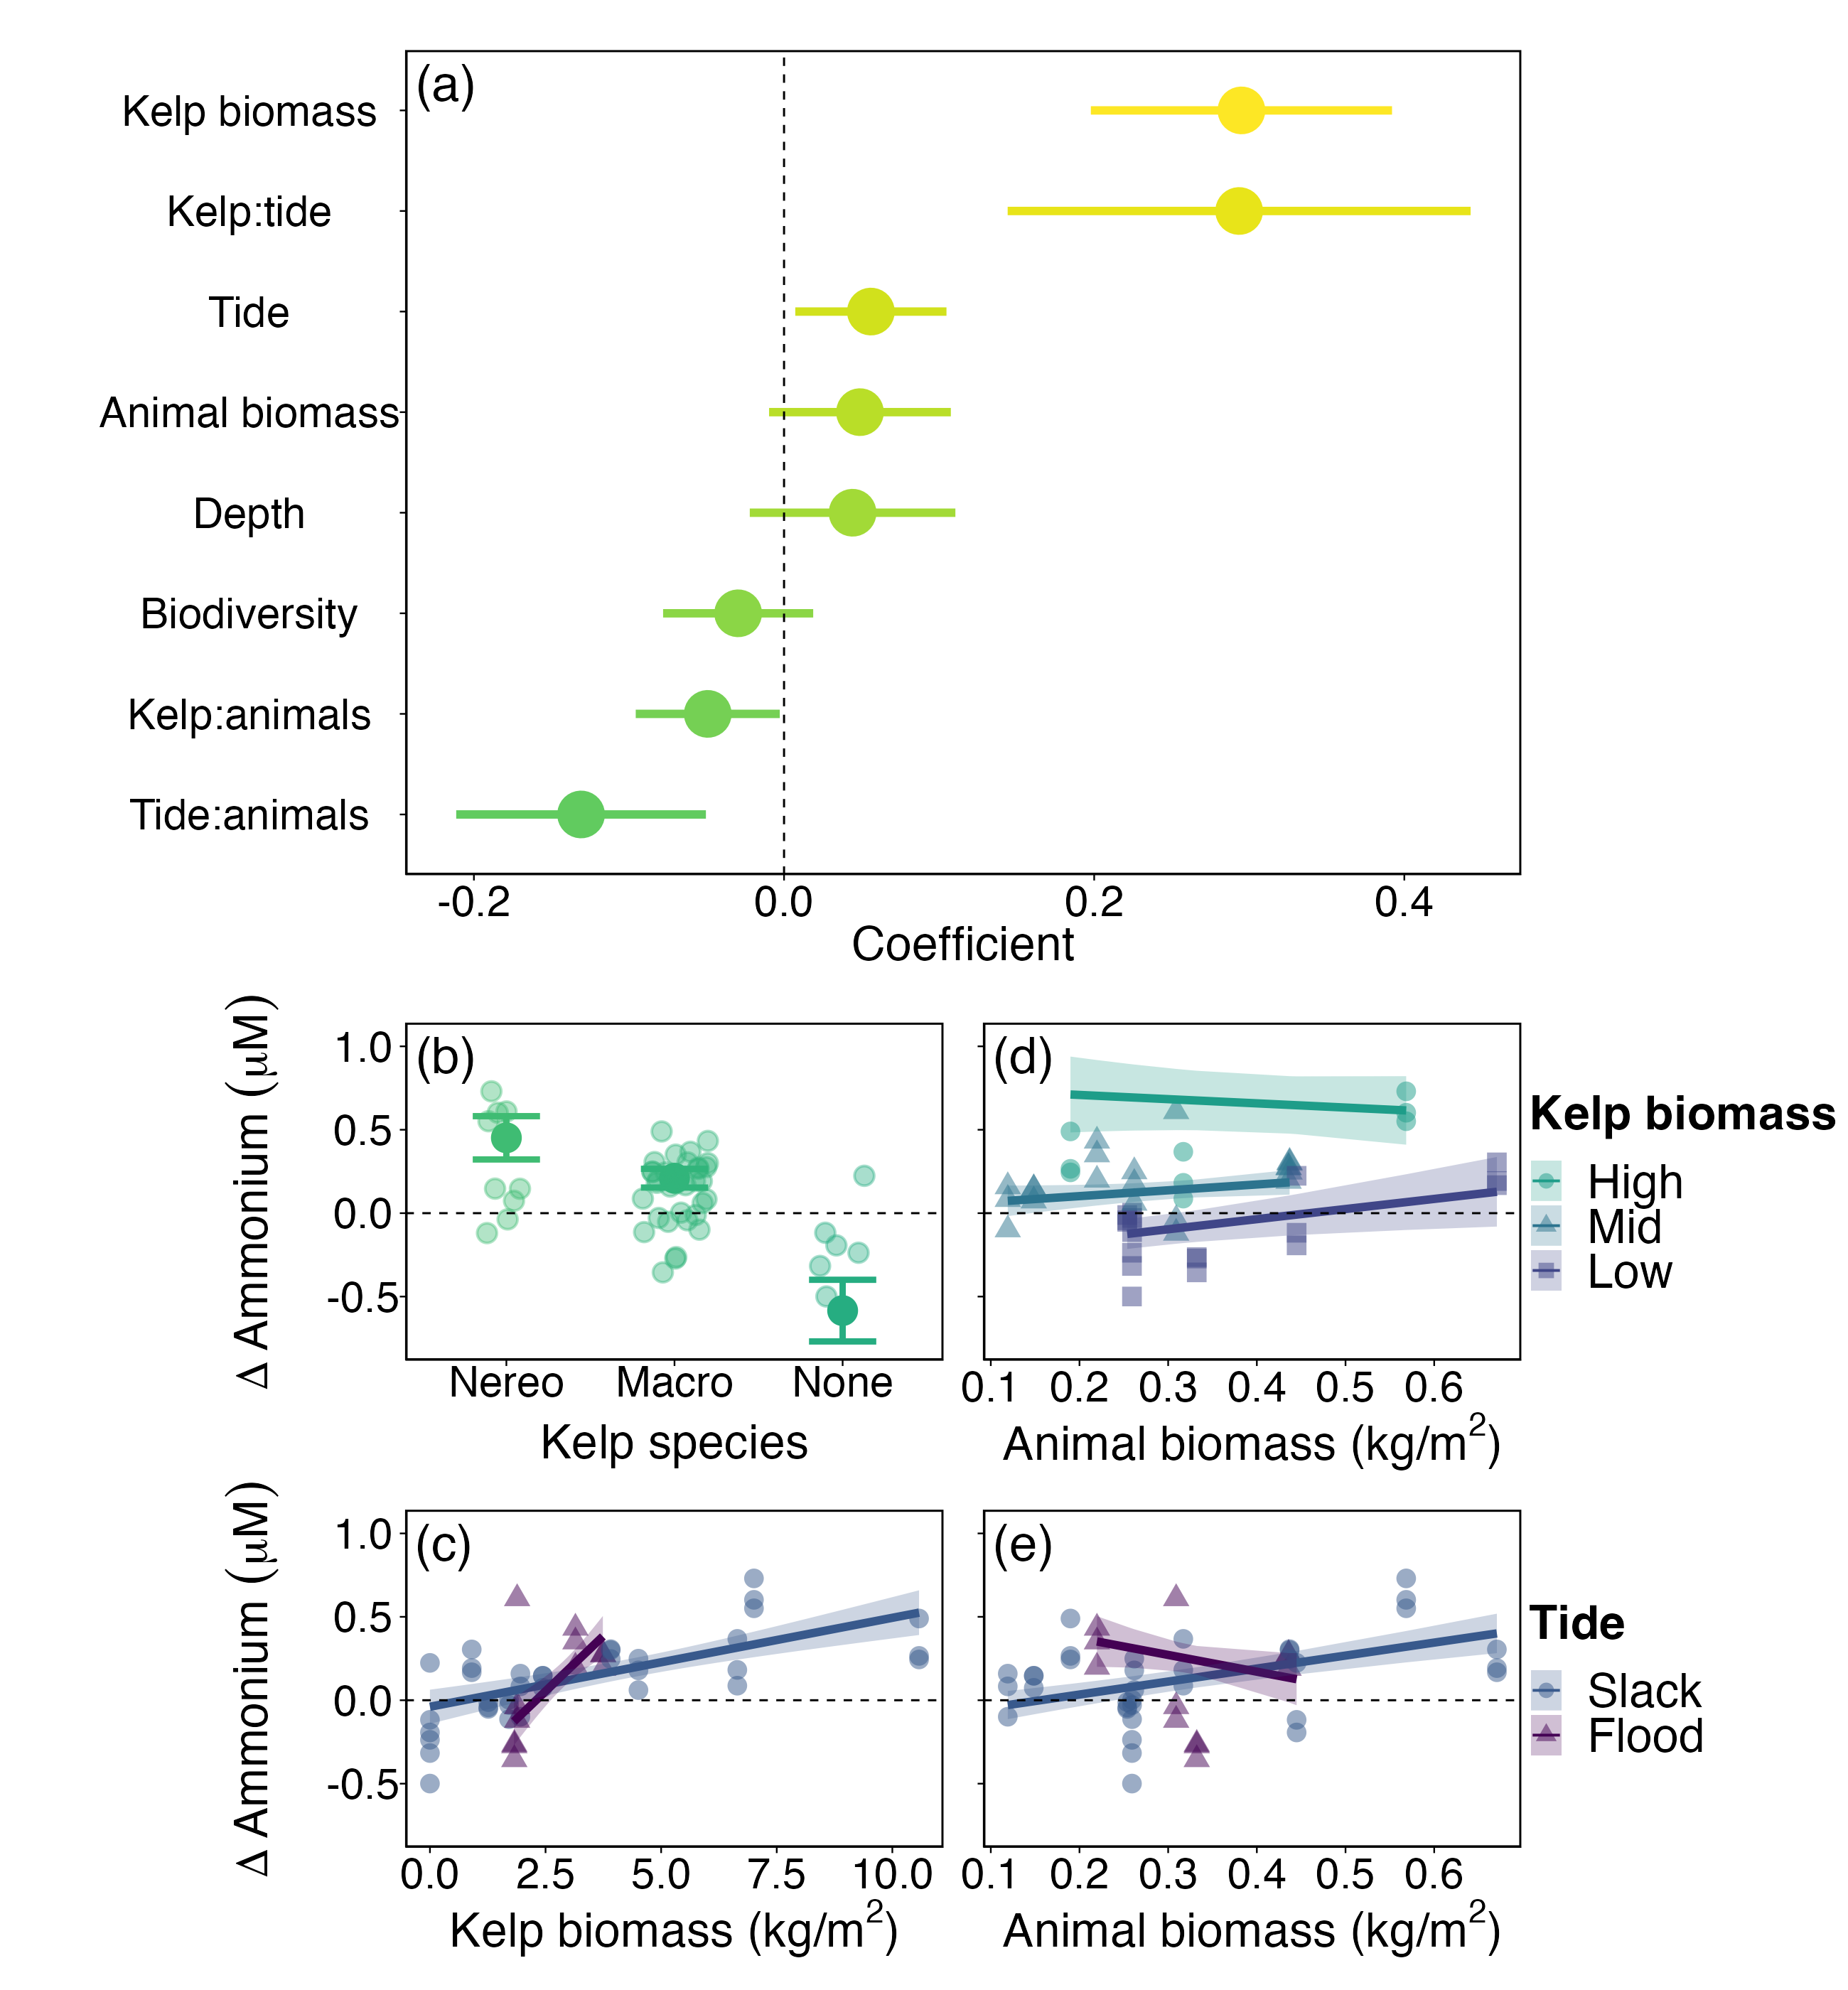 (a)
Kelp biomass
Kelp:tide
Tide
Animal biomass
Depth
Biodiversity
Kelp:animals
Tide:animals
-0.2 0.0 0.2 0.4
Coefficient
(b)
Δ Ammonium (μM)
1.0
0.5
0.0
-0.5
Nereo Macro None
Kelp species
(d)
0.1 0.2 0.3 0.4 0.5 0.6
Animal biomass (kg/m²)
Kelp biomass
High
Mid
Low
(c)
Δ Ammonium (μM)
1.0
0.5
0.0
-0.5
0.0 2.5 5.0 7.5 10.0
Kelp biomass (kg/m²)
(e)
0.1 0.2 0.3 0.4 0.5 0.6
Animal biomass (kg/m²)
Tide
Slack
Flood